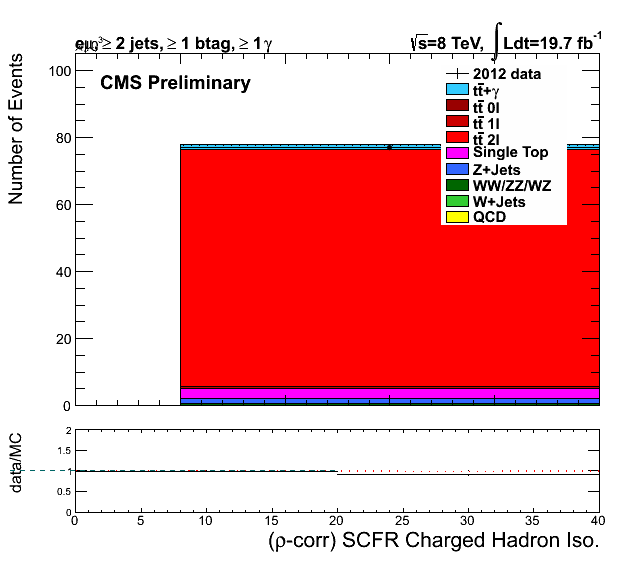 eμ, ≥ 2 jets, ≥ 1 btag, ≥ 1 γ
√s=8 TeV, ∫ Ldt=19.7 fb⁻¹
CMS Preliminary
Number of Events
100
80
60
40
20
0
2012 data
tt̄+γ
tt̄ 0l
tt̄ 1l
tt̄ 2l
Single Top
Z+Jets
WW/ZZ/WZ
W+Jets
QCD
data/MC
2
1.5
1
0.5
0
0 5 10 15 20 25 30 35 40
(ρ-corr) SCFR Charged Hadron Iso.